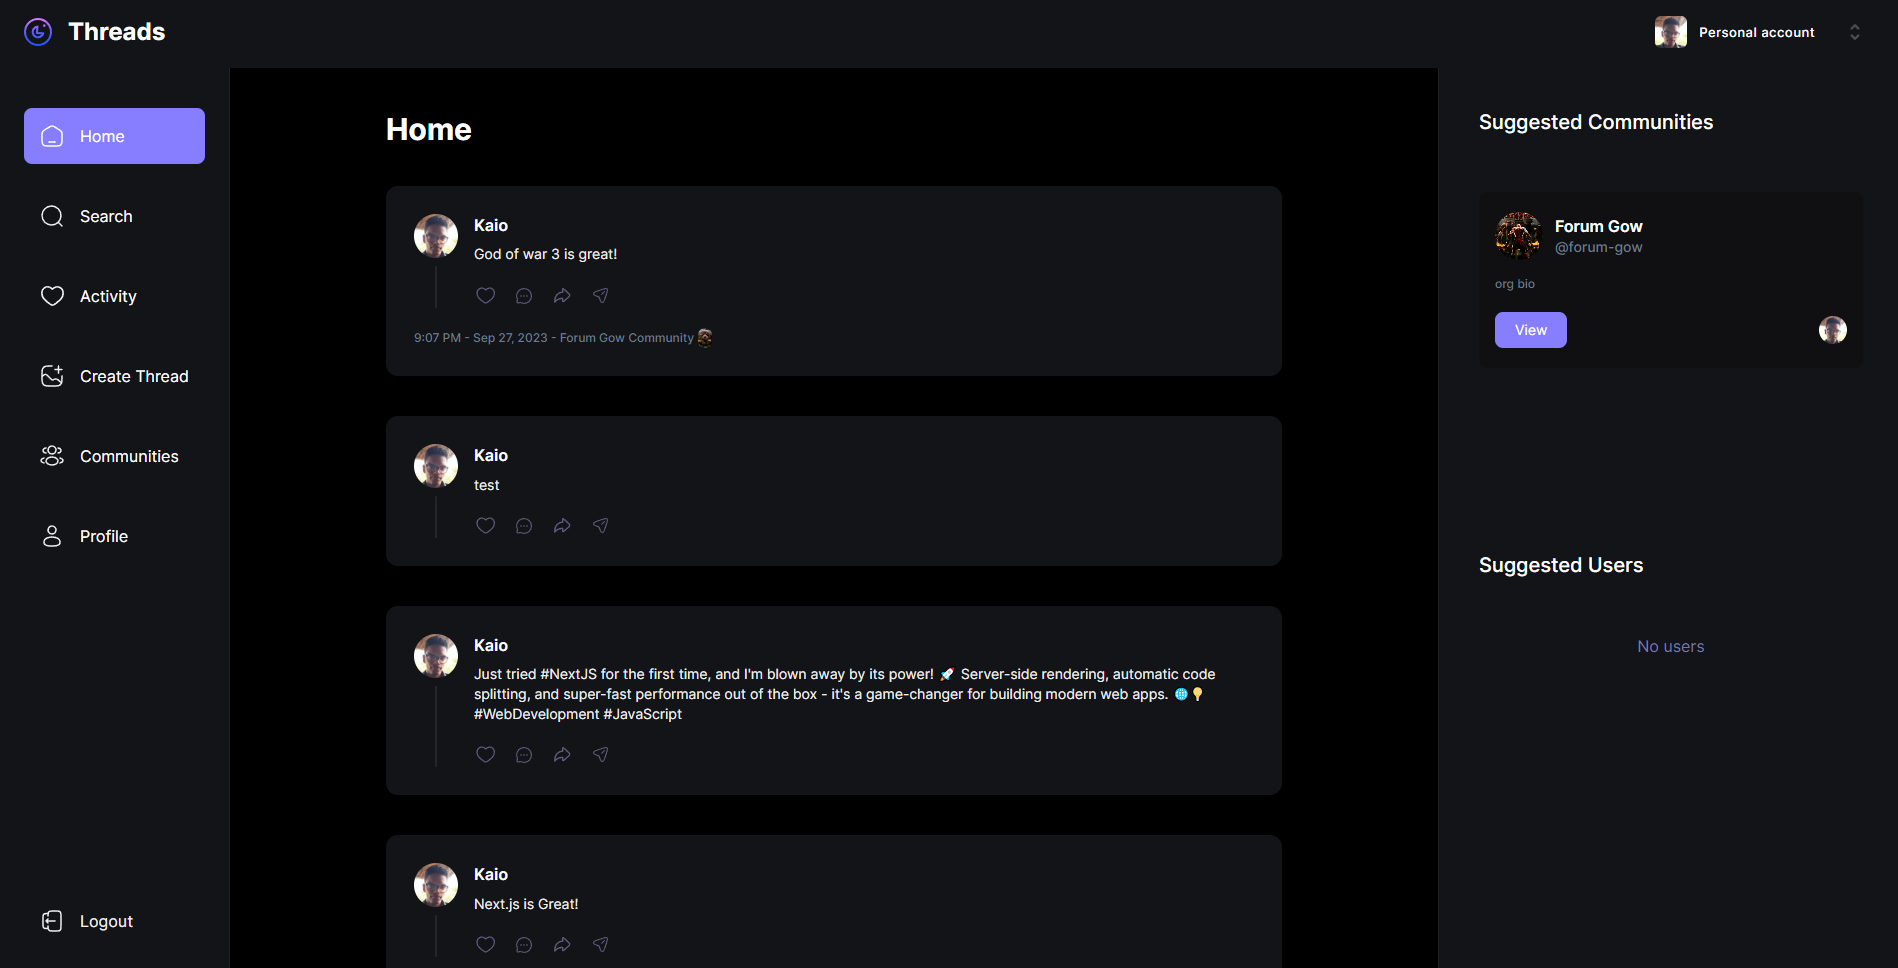 Threads
Personal account
Home
Search
Activity
Create Thread
Communities
Profile
Logout
Home
Kaio
God of war 3 is great!
9:07 PM - Sep 27, 2023 - Forum Gow Community
Kaio
test
Kaio
Just tried #NextJS for the first time, and I'm blown away by its power! 🚀 Server-side rendering, automatic code
splitting, and super-fast performance out of the box - it's a game-changer for building modern web apps. 🌐💡
#WebDevelopment #JavaScript
Kaio
Next.js is Great!
Suggested Communities
Forum Gow
@forum-gow
org bio
View
Suggested Users
No users